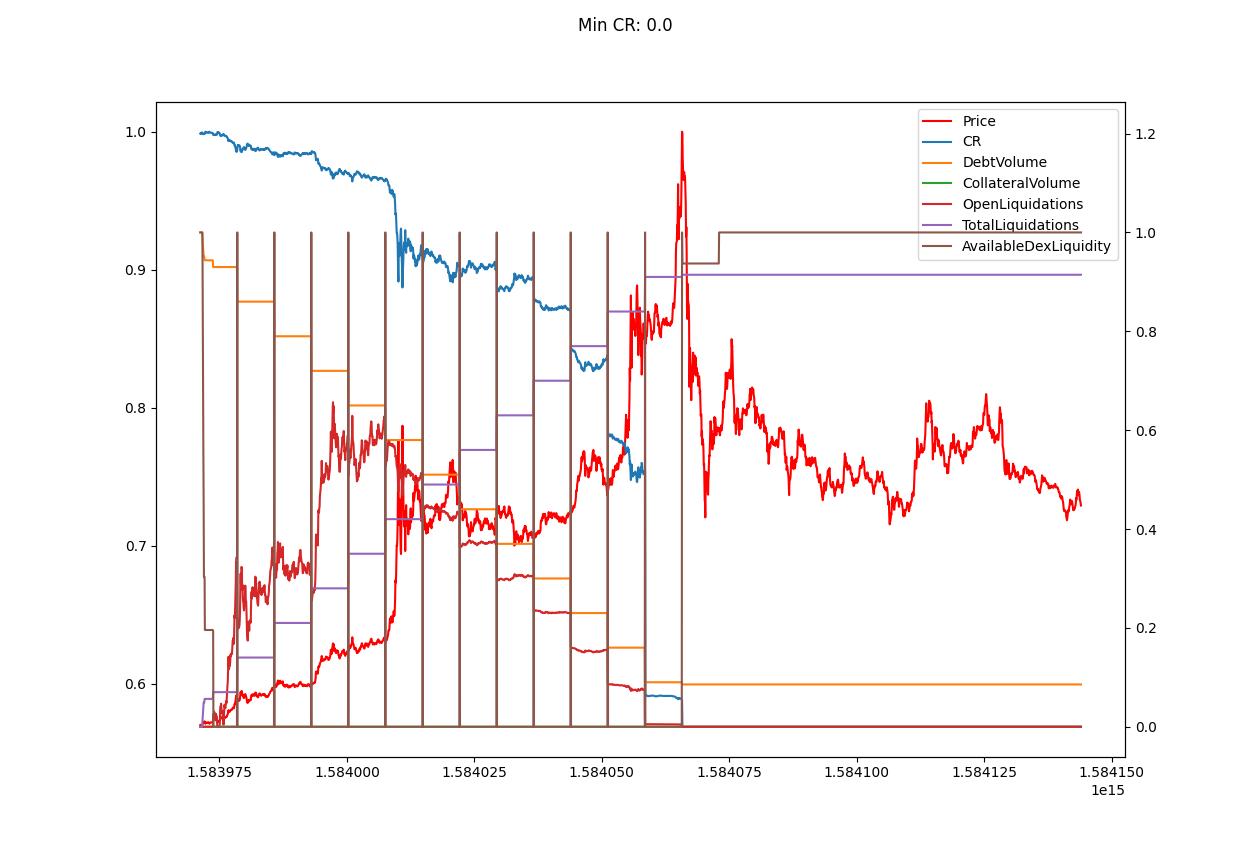 Min CR: 0.0
1.0
0.9
0.8
0.7
0.6
1.2
1.0
0.8
0.6
0.4
0.2
0.0
Price
CR
DebtVolume
CollateralVolume
OpenLiquidations
TotalLiquidations
AvailableDexLiquidity
1.583975
1.584000
1.584025
1.584050
1.584075
1.584100
1.584125
1.584150
1e15